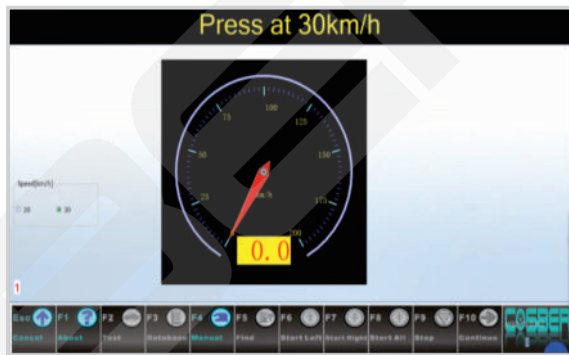 Press at 30km/h
100
75
125
50
150
Speed[km/h]
km/h
25
175
30
0
200
0.0
1
Esc F1 F2 F3 F4 F5 F6 F7 F8 F9 F10 COSBER
Cancel About Test Database Manual Find Start Left Start Right Start All Stop Continue